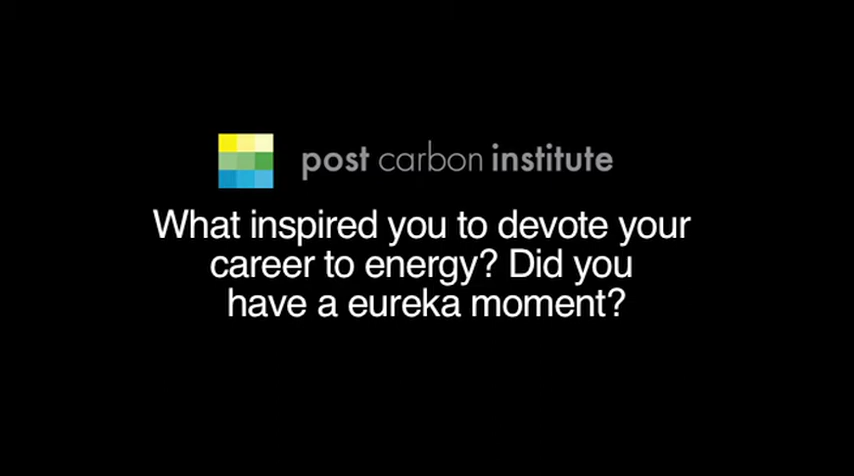 post carbon institute
What inspired you to devote your
career to energy? Did you
have a eureka moment?